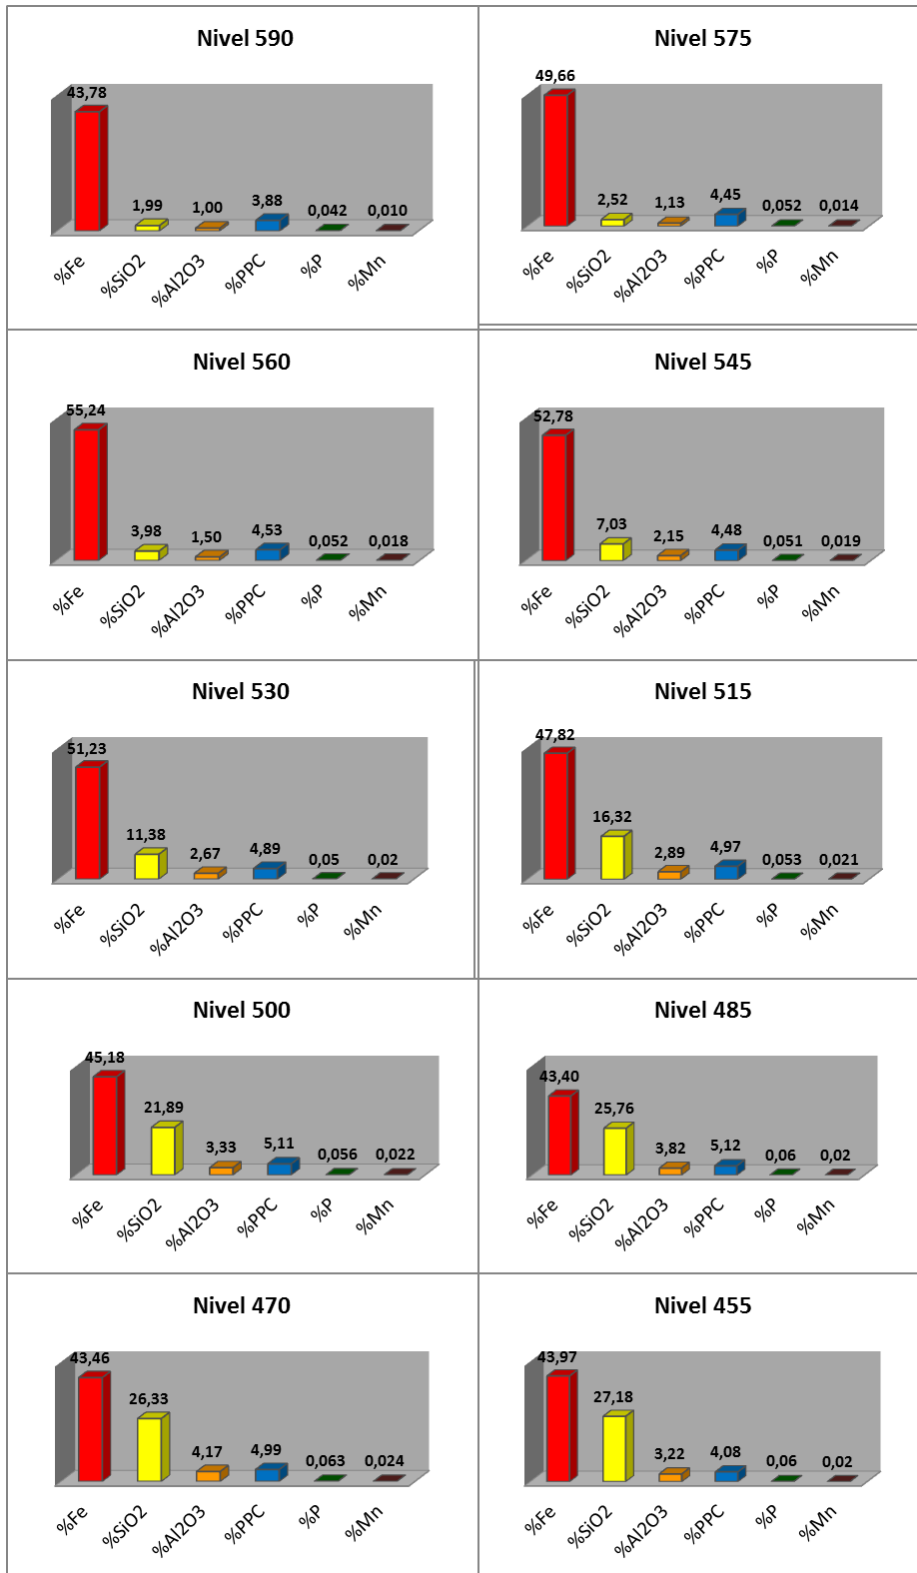 Nivel 590
43,78
1,99
1,00
3,88
0,042
0,010
%Fe
%SiO2
%Al2O3
%PPC
%P
%Mn
Nivel 575
49,66
2,52
1,13
4,45
0,052
0,014
%Fe
%SiO2
%Al2O3
%PPC
%P
%Mn
Nivel 560
55,24
3,98
1,50
4,53
0,052
0,018
%Fe
%SiO2
%Al2O3
%PPC
%P
%Mn
Nivel 545
52,78
7,03
2,15
4,48
0,051
0,019
%Fe
%SiO2
%Al2O3
%PPC
%P
%Mn
Nivel 530
51,23
11,38
2,67
4,89
0,05
0,02
%Fe
%SiO2
%Al2O3
%PPC
%P
%Mn
Nivel 515
47,82
16,32
2,89
4,97
0,053
0,021
%Fe
%SiO2
%Al2O3
%PPC
%P
%Mn
Nivel 500
45,18
21,89
3,33
5,11
0,056
0,022
%Fe
%SiO2
%Al2O3
%PPC
%P
%Mn
Nivel 485
43,40
25,76
3,82
5,12
0,06
0,02
%Fe
%SiO2
%Al2O3
%PPC
%P
%Mn
Nivel 470
43,46
26,33
4,17
4,99
0,063
0,024
%Fe
%SiO2
%Al2O3
%PPC
%P
%Mn
Nivel 455
43,97
27,18
3,22
4,08
0,06
0,02
%Fe
%SiO2
%Al2O3
%PPC
%P
%Mn